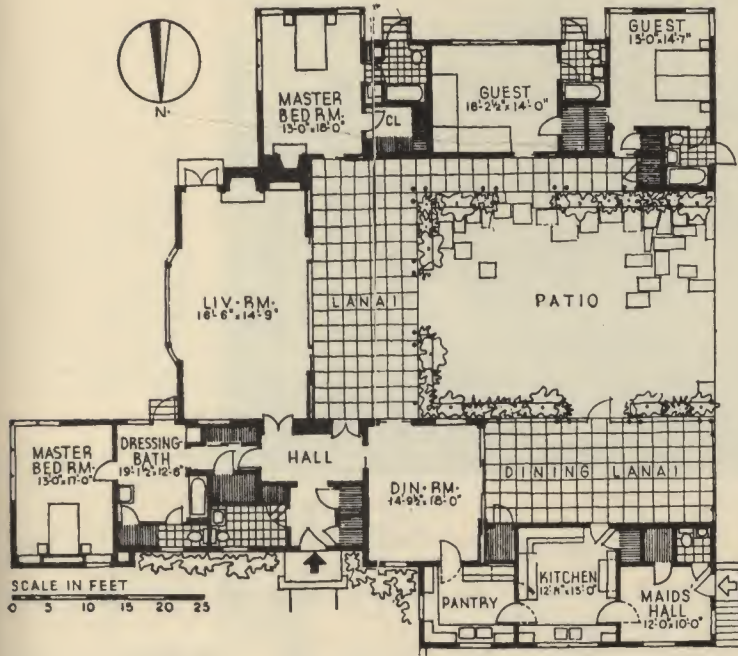 GUEST
13'-0"x14'-7"
N·
MASTER
BED RM·
13'-0"x18'-0"
CL
GUEST
16'-2½"x14'-0"
LIV·RM·
16'-6"x14'-9"
LANAI
PATIO
MASTER
BED RM·
13'-0"x17'-0"
DRESSING
BATH
19'-1½"x12'-6"
HALL
DIN·RM·
14'-9½"x18'-0"
DINING LANAI
SCALE IN FEET
0 5 10 15 20 25
PANTRY
KITCHEN
12'-8"x15'-0"
MAIDS
HALL
12'-0"x10'-0"